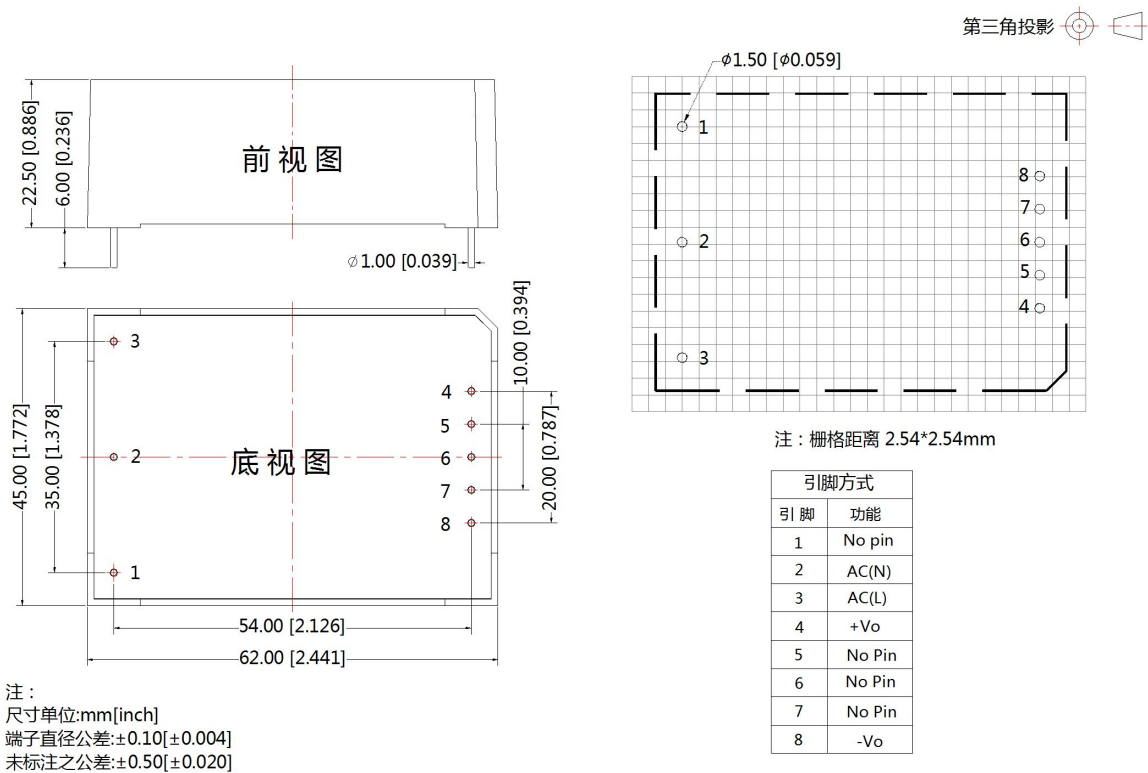 第三角投影
22.50 [0.886]
6.00 [0.236]
前视图
⌀1.00 [0.039]
⌀1.50 [⌀0.059]
1
2
3
8
7
6
5
4
注：栅格距离 2.54*2.54mm
45.00 [1.772]
35.00 [1.378]
3
2
1
底视图
4
5
6
7
8
10.00 [0.394]
20.00 [0.787]
54.00 [2.126]
62.00 [2.441]
引脚方式
引 脚 功能
1 No pin
2 AC(N)
3 AC(L)
4 +Vo
5 No Pin
6 No Pin
7 No Pin
8 -Vo
注：
尺寸单位:mm[inch]
端子直径公差:±0.10[±0.004]
未标注之公差:±0.50[±0.020]